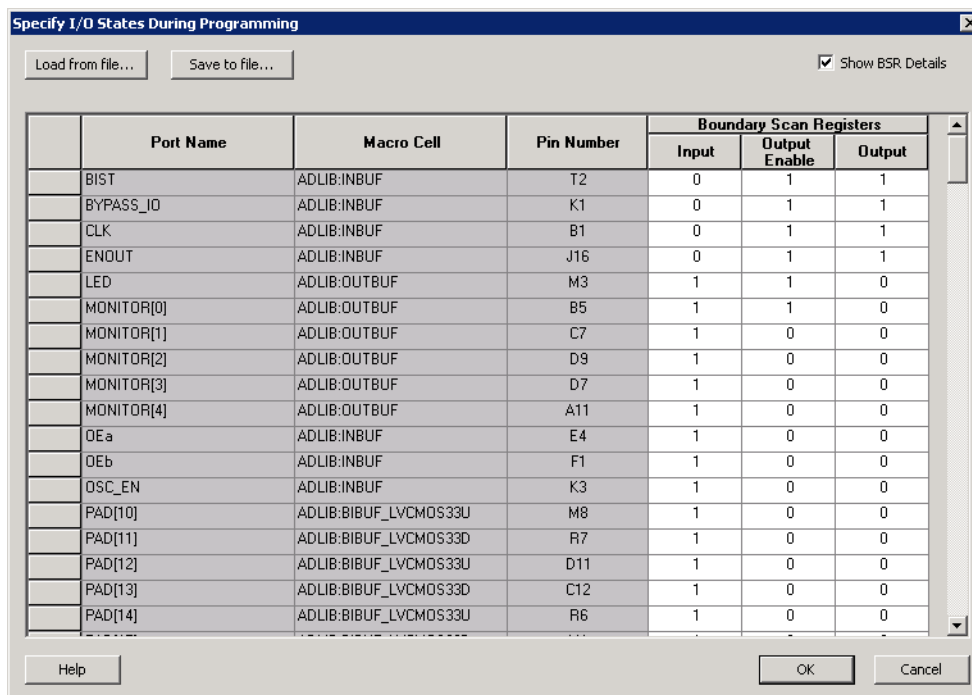 Specify I/O States During Programming
Load from file... Save to file... Show BSR Details
Port Name Macro Cell Pin Number Boundary Scan Registers
Input Output Enable Output
BIST ADLIB:INBUF T2 0 1 1
BYPASS_IO ADLIB:INBUF K1 0 1 1
CLK ADLIB:INBUF B1 0 1 1
ENOUT ADLIB:INBUF J16 0 1 1
LED ADLIB:OUTBUF M3 1 1 0
MONITOR[0] ADLIB:OUTBUF B5 1 1 0
MONITOR[1] ADLIB:OUTBUF C7 1 0 0
MONITOR[2] ADLIB:OUTBUF D9 1 0 0
MONITOR[3] ADLIB:OUTBUF D7 1 0 0
MONITOR[4] ADLIB:OUTBUF A11 1 0 0
OEa ADLIB:INBUF E4 1 0 0
OEb ADLIB:INBUF F1 1 0 0
OSC_EN ADLIB:INBUF K3 1 0 0
PAD[10] ADLIB:BIBUF_LVCMOS33U M8 1 0 0
PAD[11] ADLIB:BIBUF_LVCMOS33D R7 1 0 0
PAD[12] ADLIB:BIBUF_LVCMOS33U D11 1 0 0
PAD[13] ADLIB:BIBUF_LVCMOS33D C12 1 0 0
PAD[14] ADLIB:BIBUF_LVCMOS33U R6 1 0 0
Help OK Cancel